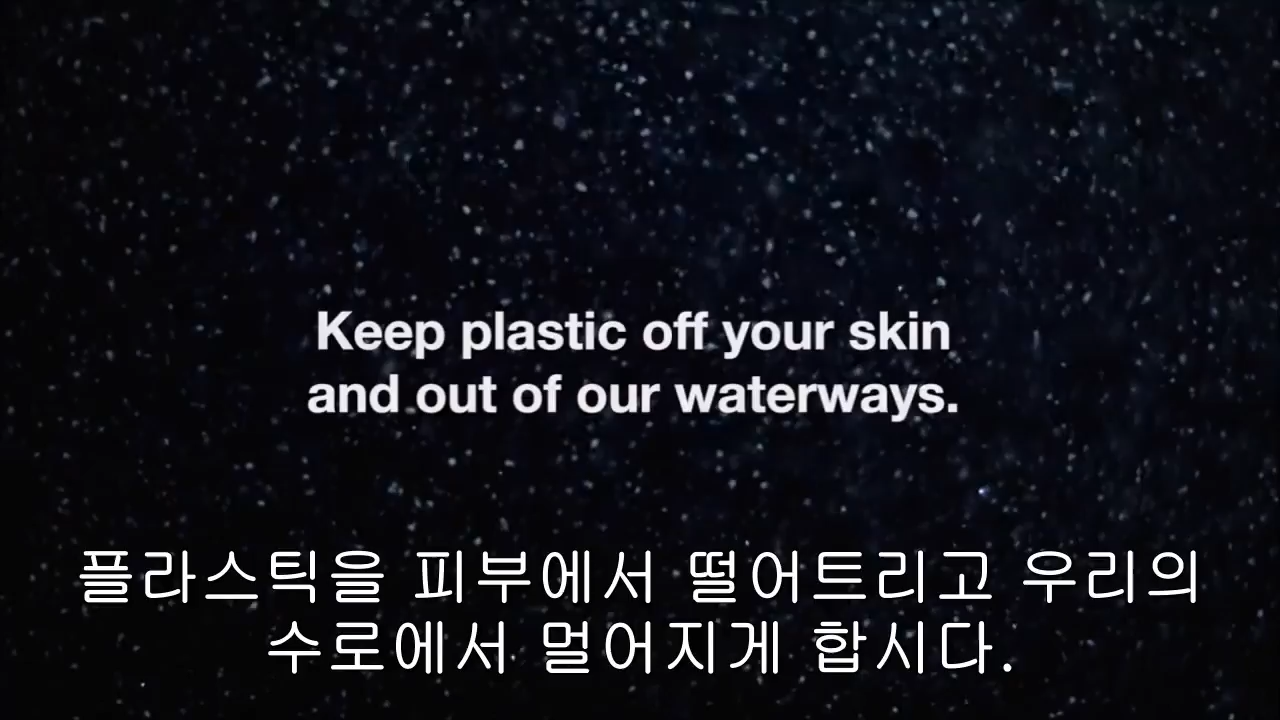 Keep plastic off your skin
and out of our waterways.
플라스틱을 피부에서 떨어트리고 우리의
수로에서 멀어지게 합시다.